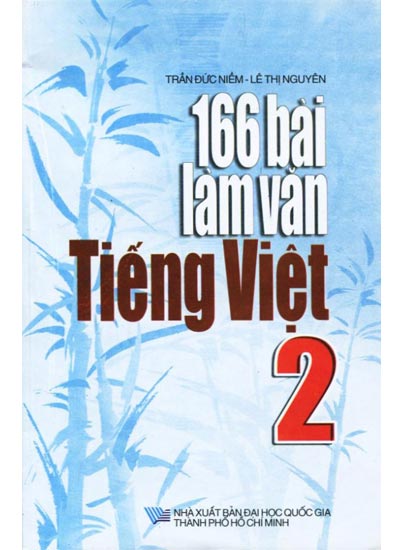 TRẦN ĐỨC NIỀM - LÊ THỊ NGUYÊN
166 bài
làm văn
Tiếng Việt
2
NHÀ XUẤT BẢN ĐẠI HỌC QUỐC GIA
THÀNH PHỐ HỒ CHÍ MINH